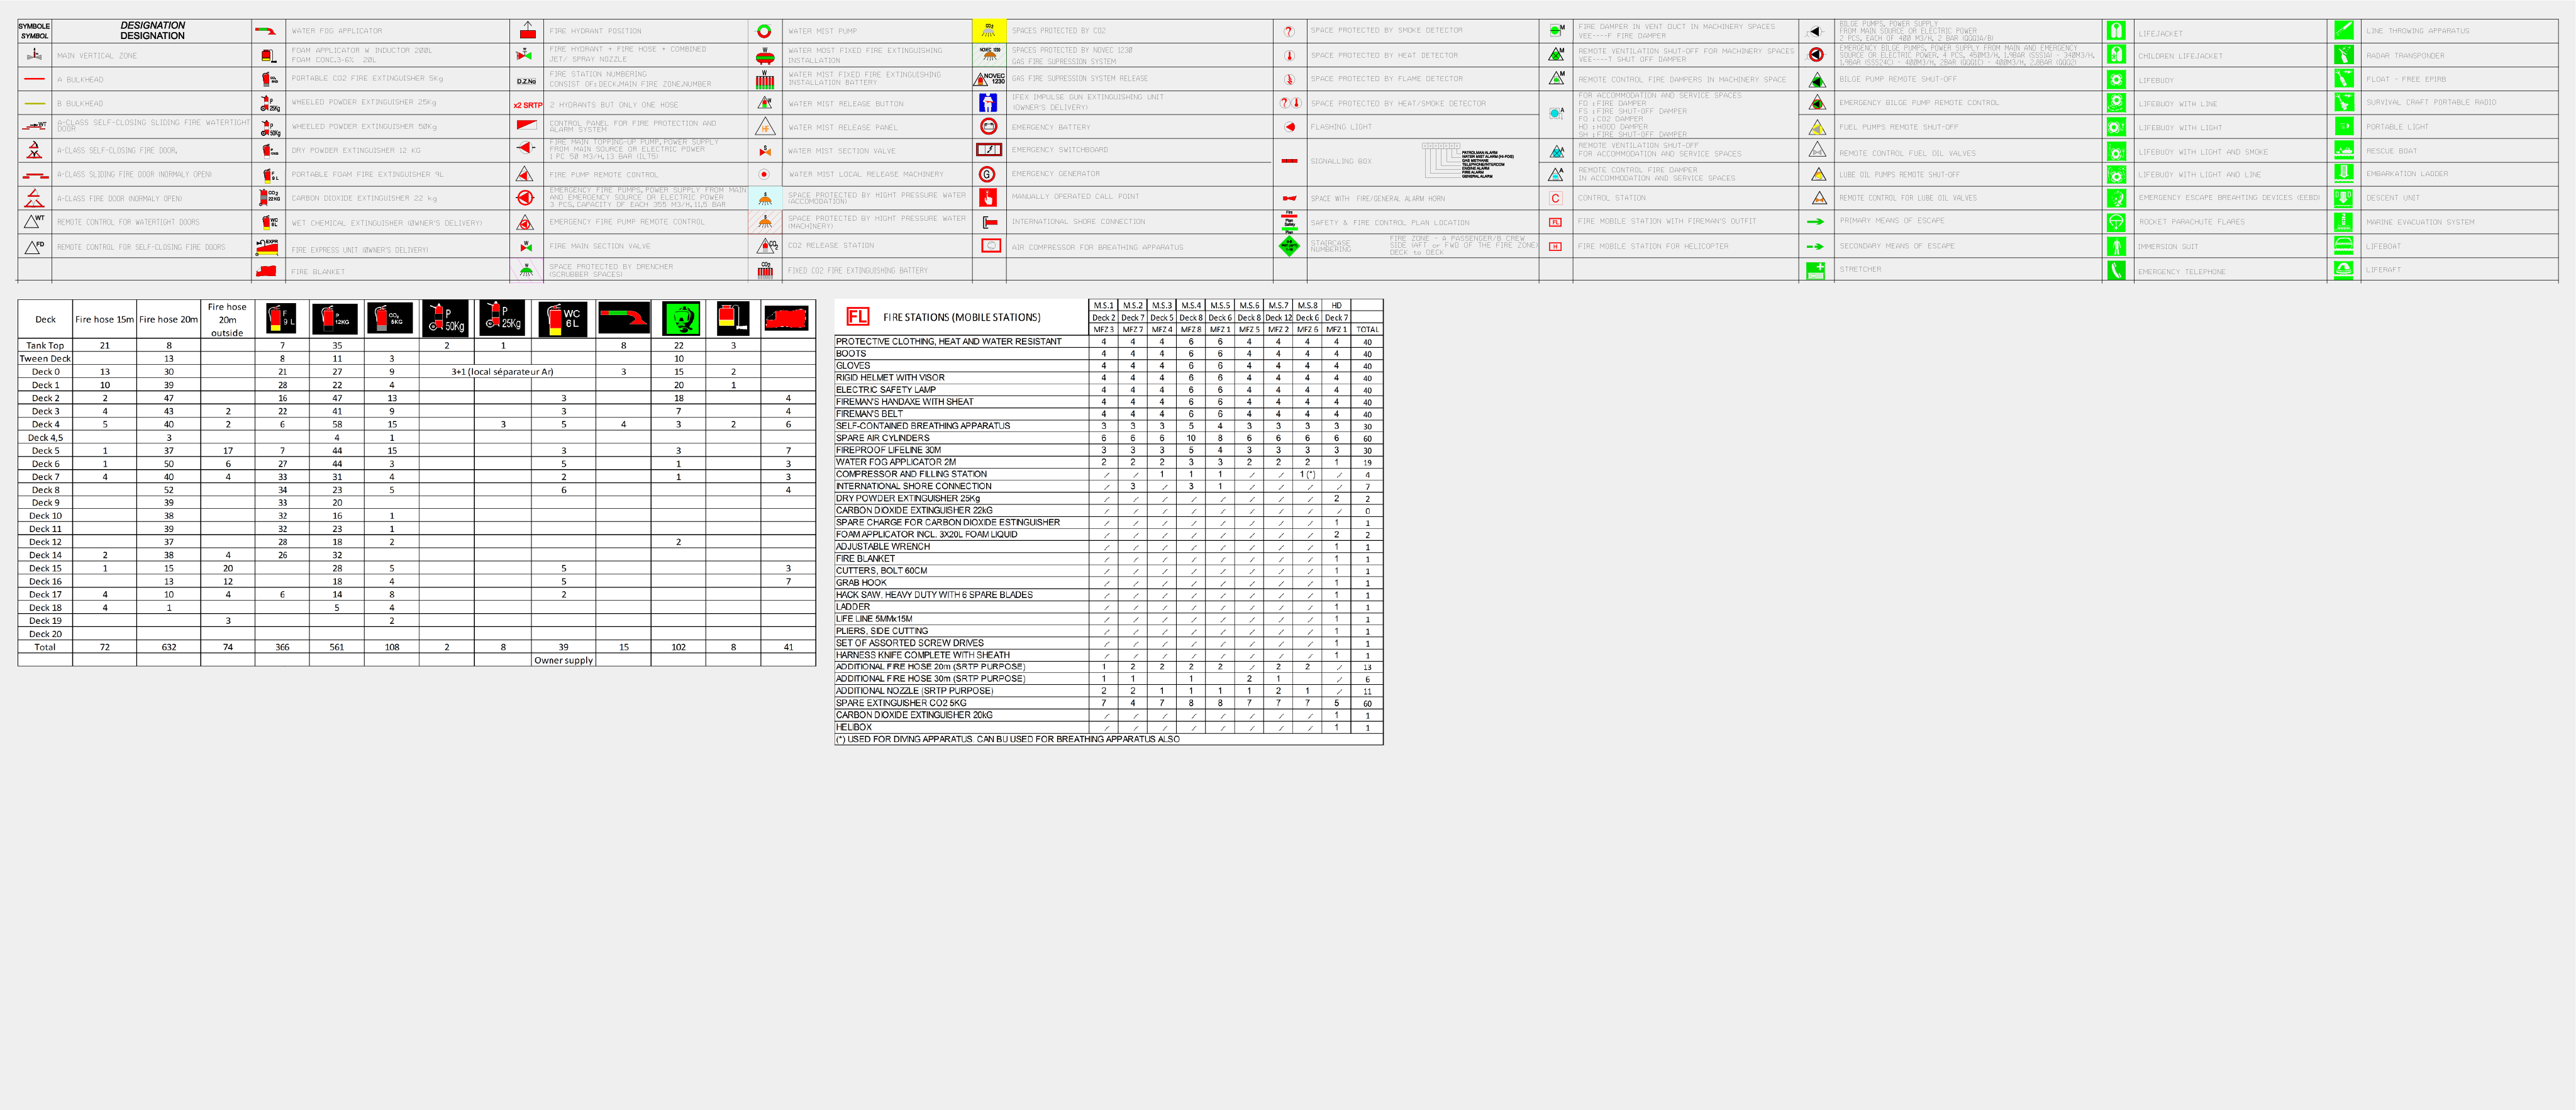 SYMBOLE SYMBOL
DESIGNATION DESIGNATION
MAIN VERTICAL ZONE
A BULKHEAD
B BULKHEAD
WT A-CLASS SELF-CLOSING SLIDING FIRE WATERTIGHT DOOR
A-CLASS SELF-CLOSING FIRE DOOR,
A-CLASS SLIDING FIRE DOOR (NORMALY OPEN)
A-CLASS FIRE DOOR (NORMALY OPEN)
WT REMOTE CONTROL FOR WATERTIGHT DOORS
FD REMOTE CONTROL FOR SELF-CLOSING FIRE DOORS
WATER FOG APPLICATOR
FOAM APPLICATOR W INDUCTOR 200L
FOAM CONC.3-6% 20L
PORTABLE CO2 FIRE EXTINGUISHER 5Kg
P 25Kg WHEELED POWDER EXTINGUISHER 25Kg
P 50Kg WHEELED POWDER EXTINGUISHER 50Kg
DRY POWDER EXTINGUISHER 12 KG
F 9 L PORTABLE FOAM FIRE EXTINGUISHER 9L
CO2 22KG CARBON DIOXIDE EXTINGUISHER 22 kg
WC 6L WET CHEMICAL EXTINGUISHER (OWNER'S DELIVERY)
FIRE EXPRESS UNIT (OWNER'S DELIVERY)
FIRE BLANKET
FIRE HYDRANT POSITION
FIRE HYDRANT + FIRE HOSE + COMBINED
JET/ SPRAY NOZZLE
D.Z.No FIRE STATION NUMBERING
CONSIST OF: DECK.MAIN FIRE ZONE.NUMBER
x2 SRTP 2 HYDRANTS BUT ONLY ONE HOSE
CONTROL PANEL FOR FIRE PROTECTION AND
ALARM SYSTEM
FIRE MAIN TOPPING-UP PUMP,POWER SUPPLY
FROM MAIN SOURCE OR ELECTRIC POWER
1 PC 50 M3/H,13 BAR (ILT5)
FIRE PUMP REMOTE CONTROL
EMERGENCY FIRE PUMPS,POWER SUPPLY FROM MAIN
AND EMERGENCY SOURCE OR ELECTRIC POWER
3 PCS,CAPACITY OF EACH 355 M3/H,11,5 BAR
EMERGENCY FIRE PUMP REMOTE CONTROL
FIRE MAIN SECTION VALVE
SPACE PROTECTED BY DRENCHER
(SCRUBBER SPACES)
WATER MIST PUMP
WATER MOST FIXED FIRE EXTINGUISHING
INSTALLATION
WATER MIST FIXED FIRE EXTINGUISHING
INSTALLATION BATTERY
WATER MIST RELEASE BUTTON
HF WATER MIST RELEASE PANEL
WATER MIST SECTION VALVE
WATER MIST LOCAL RELEASE MACHINERY
SPACE PROTECTED BY HIGHT PRESSURE WATER
(ACCOMODATION)
SPACE PROTECTED BY HIGHT PRESSURE WATER
(MACHINERY)
CO2 RELEASE STATION
FIXED CO2 FIRE EXTINGUISHING BATTERY
SPACES PROTECTED BY CO2
NOVEC 1230 SPACES PROTECTED BY NOVEC 1230
GAS FIRE SUPRESSION SYSTEM
NOVEC 1230 GAS FIRE SUPRESSION SYSTEM RELEASE
IFEX IMPULSE GUN EXTINGUISHING UNIT
(OWNER'S DELIVERY)
EMERGENCY BATTERY
EMERGENCY SWITCHBOARD
G EMERGENCY GENERATOR
MANUALLY OPERATED CALL POINT
INTERNATIONAL SHORE CONNECTION
AIR COMPRESSOR FOR BREATHING APPARATUS
SPACE PROTECTED BY SMOKE DETECTOR
SPACE PROTECTED BY HEAT DETECTOR
SPACE PROTECTED BY FLAME DETECTOR
SPACE PROTECTED BY HEAT/SMOKE DETECTOR
FLASHING LIGHT
SIGNALLING BOX
PATROLMAN ALARM
WATER MIST ALARM (HI-FOG)
GAS METHANE
TELEPHONE/INTERCOM
ENGINE ALARM
FIRE ALARM
GENERAL ALARM
SPACE WITH FIRE/GENERAL ALARM HORN
SAFETY & FIRE CONTROL PLAN LOCATION
STAIRCASE NUMBERING
FIRE ZONE - A PASSENGER/B CREW
SIDE (AFT or FWD OF THE FIRE ZONE)
DECK to DECK
FIRE DAMPER IN VENT DUCT IN MACHINERY SPACES
VEE----F FIRE DAMPER
REMOTE VENTILATION SHUT-OFF FOR MACHINERY SPACES
VEE----T SHUT OFF DAMPER
REMOTE CONTROL FIRE DAMPERS IN MACHINERY SPACE
FOR ACCOMMODATION AND SERVICE SPACES
FD : FIRE DAMPER
FS : FIRE SHUT-OFF DAMPER
FO : CO2 DAMPER
HD : HOOD DAMPER
SH : FIRE SHUT-OFF DAMPER
REMOTE VENTILATION SHUT-OFF
FOR ACCOMMODATION AND SERVICE SPACES
REMOTE CONTROL FIRE DAMPER
IN ACCOMMODATION AND SERVICE SPACES
C CONTROL STATION
FL FIRE MOBILE STATION WITH FIREMAN'S OUTFIT
H FIRE MOBILE STATION FOR HELICOPTER
BILGE PUMPS, POWER SUPPLY
FROM MAIN SOURCE OR ELECTRIC POWER
2 PCS, EACH OF 400 M3/H, 2 BAR (QQQ1A/B)
EMERGENCY BILGE PUMPS, POWER SUPPLY FROM MAIN AND EMERGENCY
SOURCE OR ELECTRIC POWER, 4 PCS,
BILGE PUMP REMOTE SHUT-OFF
EMERGENCY BILGE PUMP REMOTE CONTROL
FUEL PUMPS REMOTE SHUT-OFF
REMOTE CONTROL FUEL OIL VALVES
LUBE OIL PUMPS REMOTE SHUT-OFF
REMOTE CONTROL FOR LUBE OIL VALVES
PRIMARY MEANS OF ESCAPE
SECONDARY MEANS OF ESCAPE
STRETCHER
LIFEJACKET
CHILDREN LIFEJACKET
LIFEBUOY
LIFEBUOY WITH LINE
LIFEBUOY WITH LIGHT
LIFEBUOY WITH LIGHT AND SMOKE
LIFEBUOY WITH LIGHT AND LINE
EMERGENCY ESCAPE BREAHTING DEVICES (EEBD)
ROCKET PARACHUTE FLARES
IMMERSION SUIT
EMERGENCY TELEPHONE
LINE THROWING APPARATUS
RADAR TRANSPONDER
FLOAT - FREE EPIRB
SURVIVAL CRAFT PORTABLE RADIO
PORTABLE LIGHT
RESCUE BOAT
EMBARKATION LADDER
DESCENT UNIT
MARINE EVACUATION SYSTEM
LIFEBOAT
LIFERAFT
Deck Fire hose 15m Fire hose 20m Fire hose 20m outside F 9 L P 12KG CO2 5KG P 50Kg P 25Kg WC 6L
Tank Top 21 8 7 35 2 1 8 22 3
Tween Deck 13 8 11 3 10
Deck 0 13 30 21 27 9 3+1 (local séparateur Ar) 3 15 2
Deck 1 10 39 28 22 4 20 1
Deck 2 2 47 16 47 13 3 18 4
Deck 3 4 43 2 22 41 9 3 7 4
Deck 4 5 40 2 6 58 15 3 5 4 3 2 6
Deck 4,5 3 4 1
Deck 5 1 37 17 7 44 15 3 3 7
Deck 6 1 50 6 27 44 3 5 1 3
Deck 7 4 40 4 33 31 4 2 1 3
Deck 8 52 34 23 5 6 4
Deck 9 39 33 20
Deck 10 38 32 16 1
Deck 11 39 32 23 1
Deck 12 37 28 18 2 2
Deck 14 2 38 4 26 32
Deck 15 1 15 20 28 5 5 3
Deck 16 13 12 18 4 5 7
Deck 17 4 10 4 6 14 8 2
Deck 18 4 1 5 4
Deck 19 3 2
Deck 20
Total 72 632 74 366 561 108 2 8 39 15 102 8 41
Owner supply
FL FIRE STATIONS (MOBILE STATIONS)
M.S.1 M.S.2 M.S.3 M.S.4 M.S.5 M.S.6 M.S.7 M.S.8 HD
Deck 2 Deck 7 Deck 5 Deck 8 Deck 6 Deck 8 Deck 12 Deck 6 Deck 7
MFZ 3 MFZ 7 MFZ 4 MFZ 8 MFZ 1 MFZ 5 MFZ 2 MFZ 6 MFZ 1 TOTAL
PROTECTIVE CLOTHING, HEAT AND WATER RESISTANT 4 4 4 6 6 4 4 4 4 40
BOOTS 4 4 4 6 6 4 4 4 4 40
GLOVES 4 4 4 6 6 4 4 4 4 40
RIGID HELMET WITH VISOR 4 4 4 6 6 4 4 4 4 40
ELECTRIC SAFETY LAMP 4 4 4 6 6 4 4 4 4 40
FIREMAN'S HANDAXE WITH SHEAT 4 4 4 6 6 4 4 4 4 40
FIREMAN'S BELT 4 4 4 6 6 4 4 4 4 40
SELF-CONTAINED BREATHING APPARATUS 3 3 3 5 4 3 3 3 3 30
SPARE AIR CYLINDERS 6 6 6 10 8 6 6 6 6 60
FIREPROOF LIFELINE 30M 3 3 3 5 4 3 3 3 3 30
WATER FOG APPLICATOR 2M 2 2 2 3 3 2 2 2 1 19
COMPRESSOR AND FILLING STATION / / 1 1 1 / / 1 (*) / 4
INTERNATIONAL SHORE CONNECTION / 3 / 3 1 / / / / 7
DRY POWDER EXTINGUISHER 25Kg / / / / / / / / 2 2
CARBON DIOXIDE EXTINGUISHER 22kG / / / / / / / / / 0
SPARE CHARGE FOR CARBON DIOXIDE ESTINGUISHER / / / / / / / / 1 1
FOAM APPLICATOR INCL. 3X20L FOAM LIQUID / / / / / / / / 2 2
ADJUSTABLE WRENCH / / / / / / / / 1 1
FIRE BLANKET / / / / / / / / 1 1
CUTTERS, BOLT 60CM / / / / / / / / 1 1
GRAB HOOK / / / / / / / / 1 1
HACK SAW, HEAVY DUTY WITH 6 SPARE BLADES / / / / / / / / 1 1
LADDER / / / / / / / / 1 1
LIFE LINE 5MMx15M / / / / / / / / 1 1
PLIERS, SIDE CUTTING / / / / / / / / 1 1
SET OF ASSORTED SCREW DRIVES / / / / / / / / 1 1
HARNESS KNIFE COMPLETE WITH SHEATH / / / / / / / / 1 1
ADDITIONAL FIRE HOSE 20m (SRTP PURPOSE) 1 2 2 2 2 / 2 2 / 13
ADDITIONAL FIRE HOSE 30m (SRTP PURPOSE) 1 1 1 2 1 / 6
ADDITIONAL NOZZLE (SRTP PURPOSE) 2 2 1 1 1 1 2 1 / 11
SPARE EXTINGUISHER CO2 5KG 7 4 7 8 8 7 7 7 5 60
CARBON DIOXIDE EXTINGUISHER 20kG / / / / / / / / 1 1
HELIBOX / / / / / / / / 1 1
(*) USED FOR DIVING APPARATUS. CAN BU USED FOR BREATHING APPARATUS ALSO